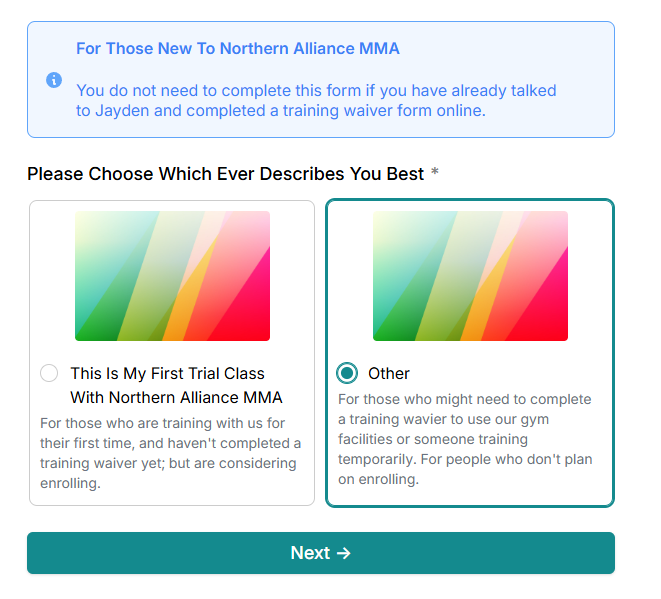 For Those New To Northern Alliance MMA
You do not need to complete this form if you have already talked
to Jayden and completed a training waiver form online.
Please Choose Which Ever Describes You Best *
This Is My First Trial Class
With Northern Alliance MMA
For those who are training with us for
their first time, and haven't completed a
training waiver yet; but are considering
enrolling.
Other
For those who might need to complete
a training wavier to use our gym
facilities or someone training
temporarily. For people who don't plan
on enrolling.
Next →